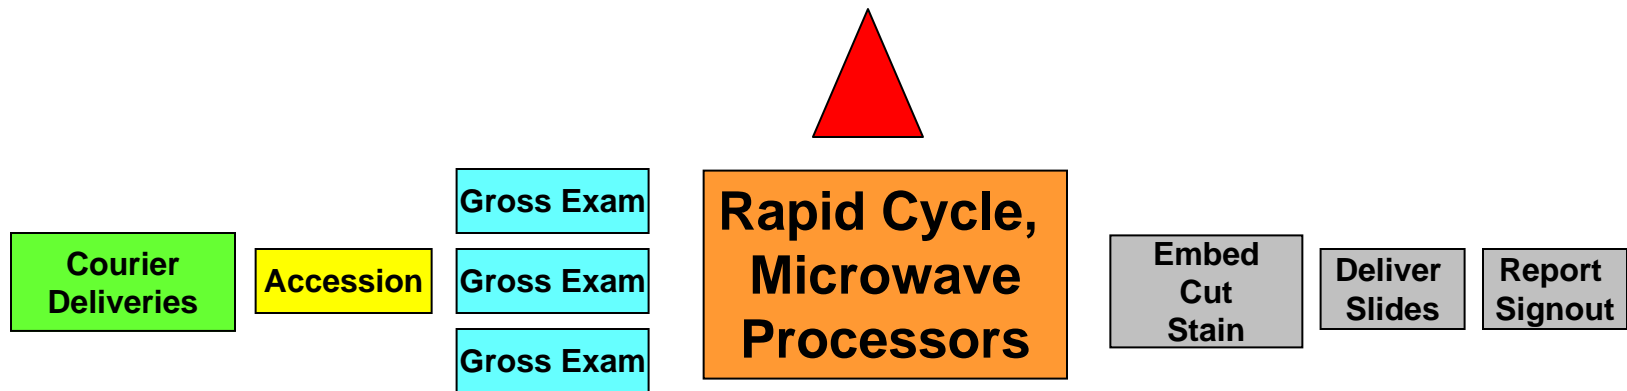 Courier
Deliveries
Accession
Gross Exam
Gross Exam
Gross Exam
Rapid Cycle,
Microwave
Processors
Embed
Cut
Stain
Deliver
Slides
Report
Signout